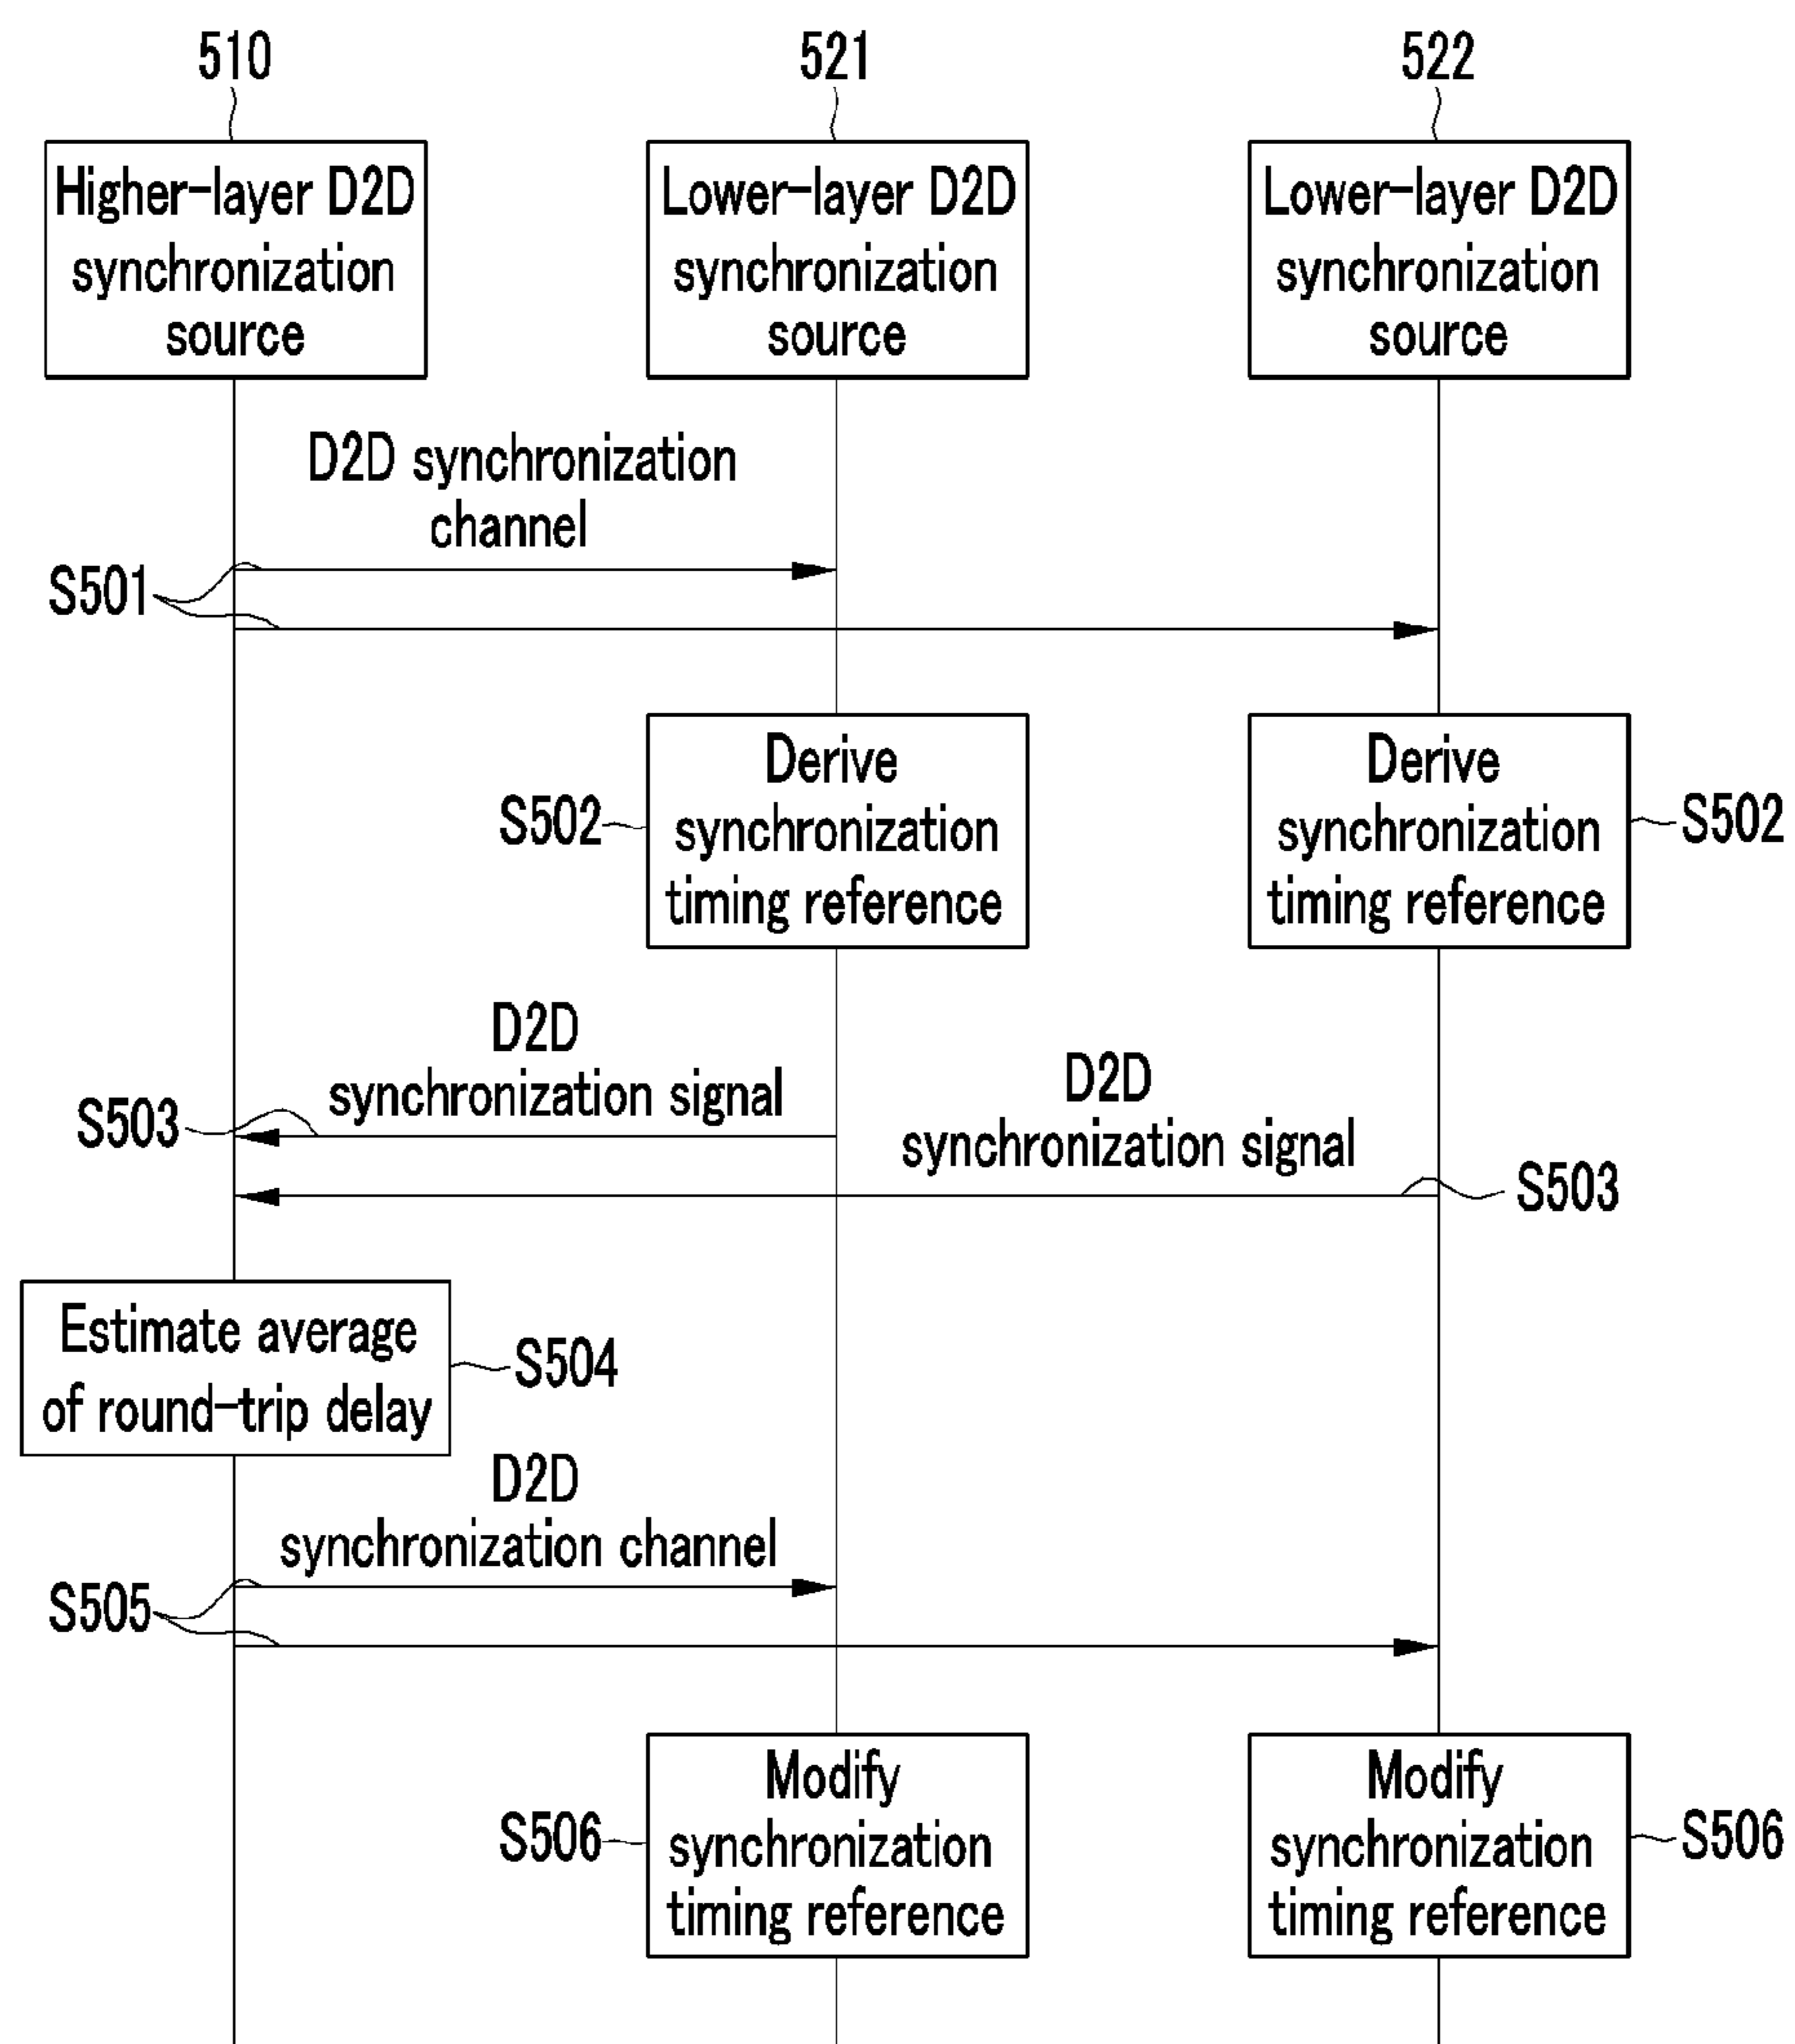 510
521
522
Higher-layer D2D
synchronization
source
Lower-layer D2D
synchronization
source
Lower-layer D2D
synchronization
source
D2D synchronization
channel
S501
Derive
synchronization
timing reference
S502
Derive
synchronization
timing reference
S502
D2D
synchronization signal
S503
D2D
synchronization signal
S503
Estimate average
of round-trip delay
S504
D2D
synchronization channel
S505
Modify
synchronization
timing reference
S506
Modify
synchronization
timing reference
S506